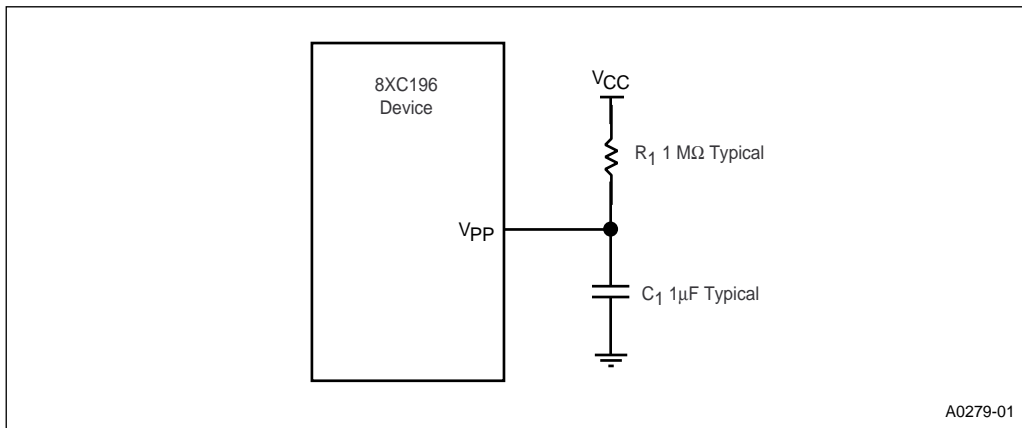 8XC196
Device
VCC
R1 1 MΩ Typical
VPP
C1 1μF Typical
A0279-01